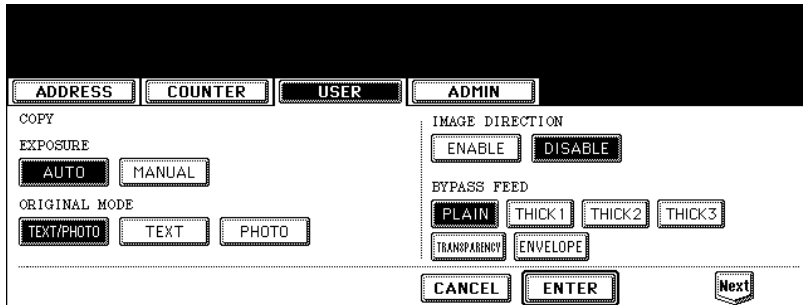 ADDRESS COUNTER USER ADMIN
COPY
EXPOSURE
AUTO MANUAL
ORIGINAL MODE
TEXT/PHOTO TEXT PHOTO
IMAGE DIRECTION
ENABLE DISABLE
BYPASS FEED
PLAIN THICK1 THICK2 THICK3
TRANSPARENCY ENVELOPE
CANCEL ENTER Next